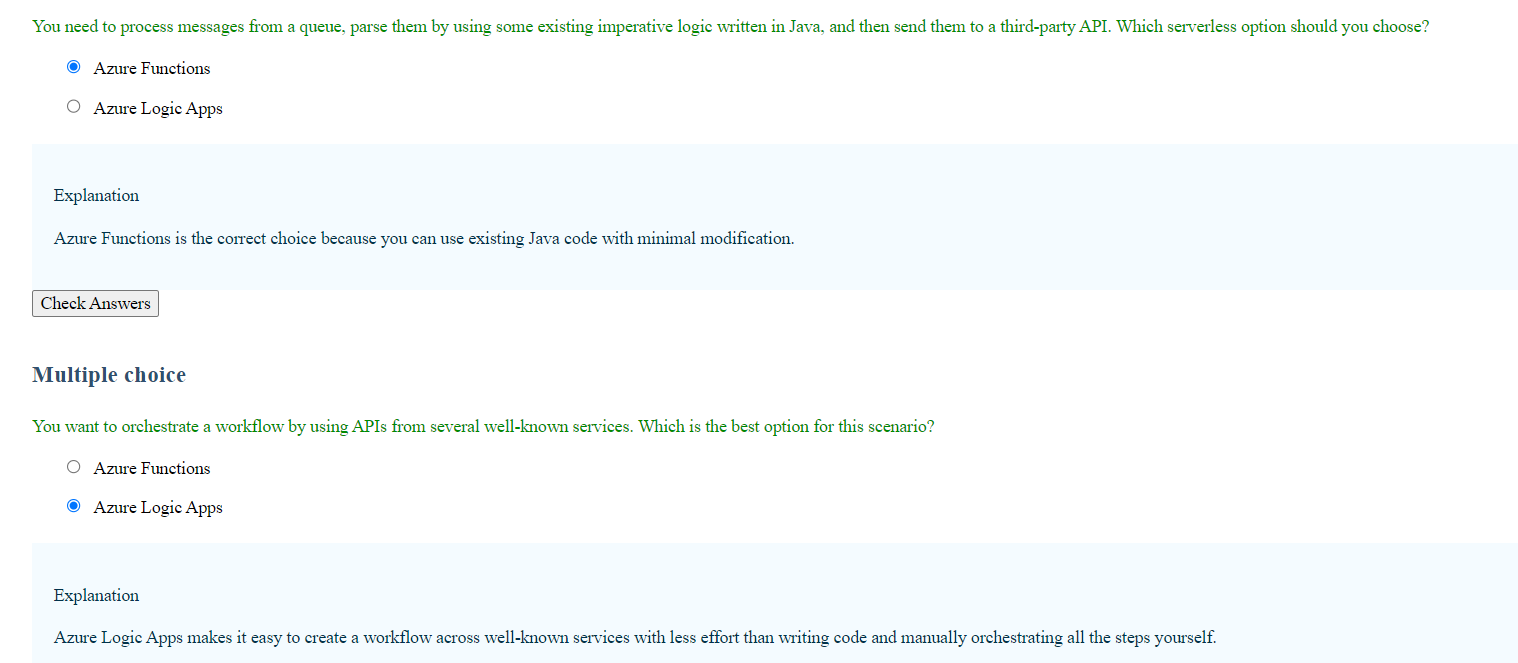 You need to process messages from a queue, parse them by using some existing imperative logic written in Java, and then send them to a third-party API. Which serverless option should you choose?
Azure Functions
Azure Logic Apps
Explanation
Azure Functions is the correct choice because you can use existing Java code with minimal modification.
Check Answers
Multiple choice
You want to orchestrate a workflow by using APIs from several well-known services. Which is the best option for this scenario?
Azure Functions
Azure Logic Apps
Explanation
Azure Logic Apps makes it easy to create a workflow across well-known services with less effort than writing code and manually orchestrating all the steps yourself.